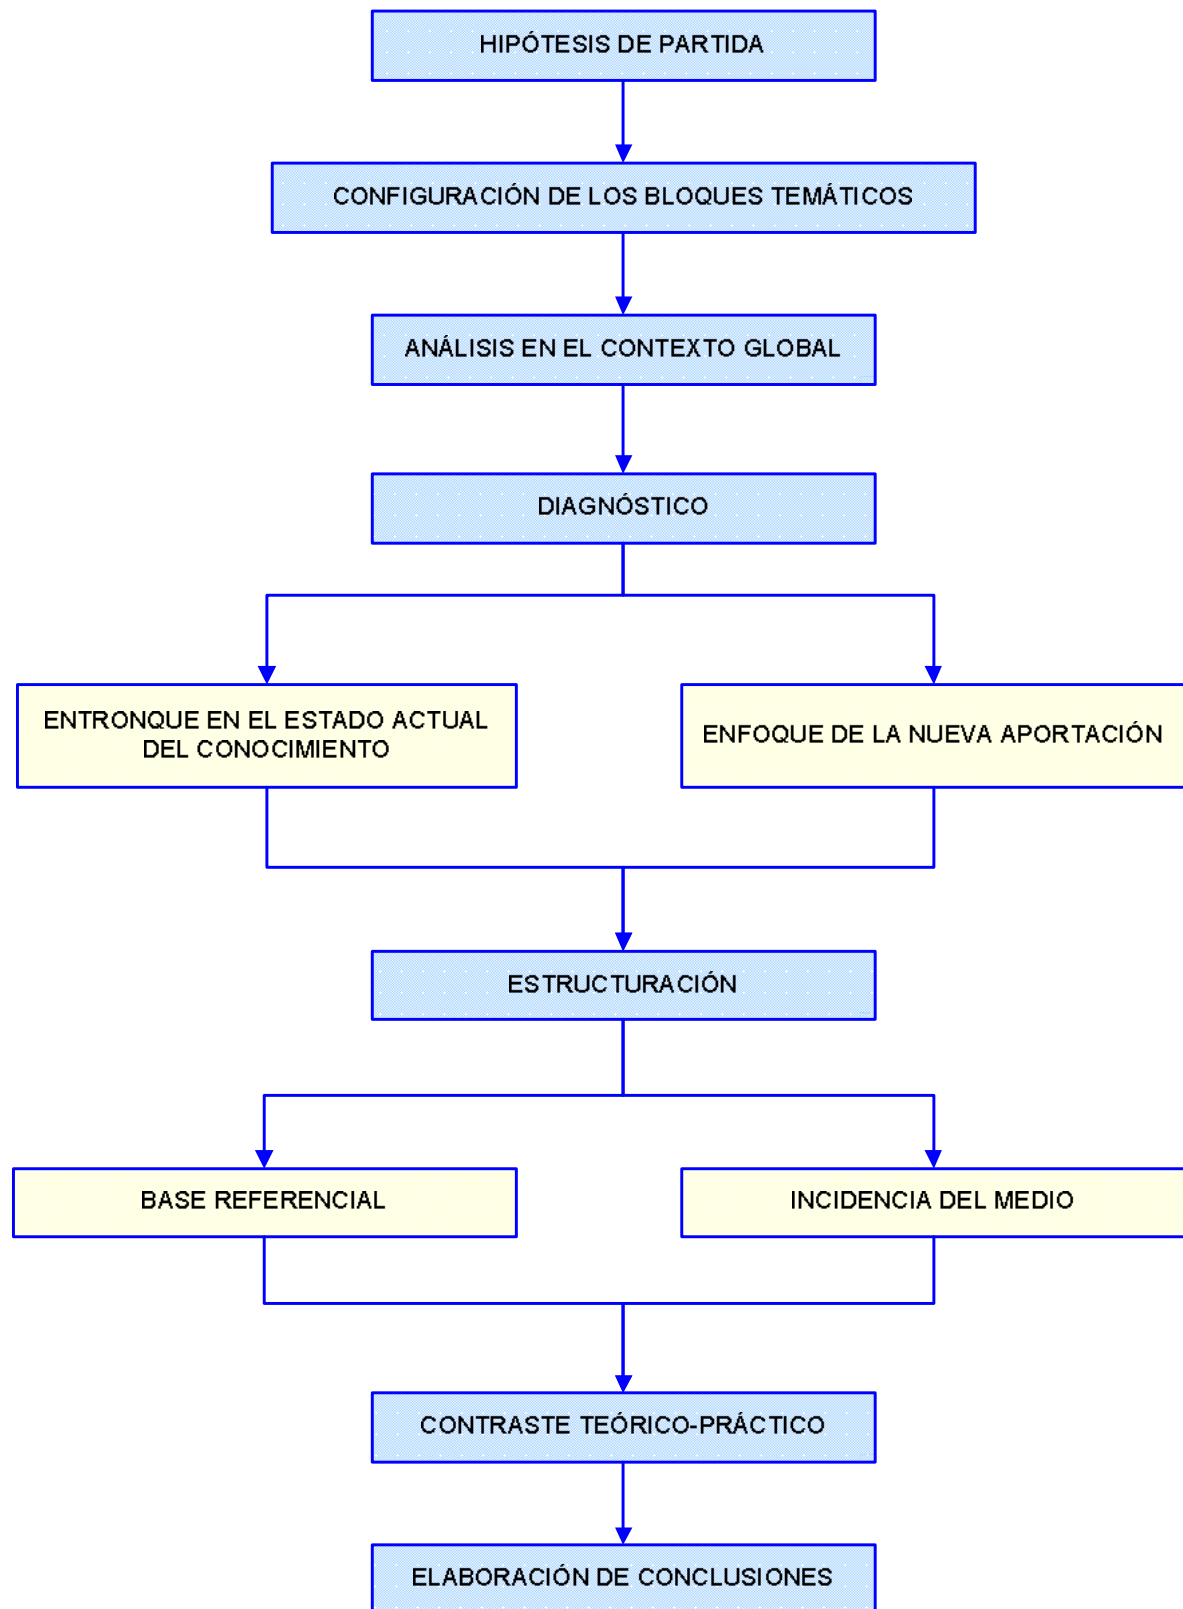 HIPÓTESIS DE PARTIDA
CONFIGURACIÓN DE LOS BLOQUES TEMÁTICOS
ANÁLISIS EN EL CONTEXTO GLOBAL
DIAGNÓSTICO
ENTRONQUE EN EL ESTADO ACTUAL
DEL CONOCIMIENTO
ENFOQUE DE LA NUEVA APORTACIÓN
ESTRUCTURACIÓN
BASE REFERENCIAL
INCIDENCIA DEL MEDIO
CONTRASTE TEÓRICO-PRÁCTICO
ELABORACIÓN DE CONCLUSIONES